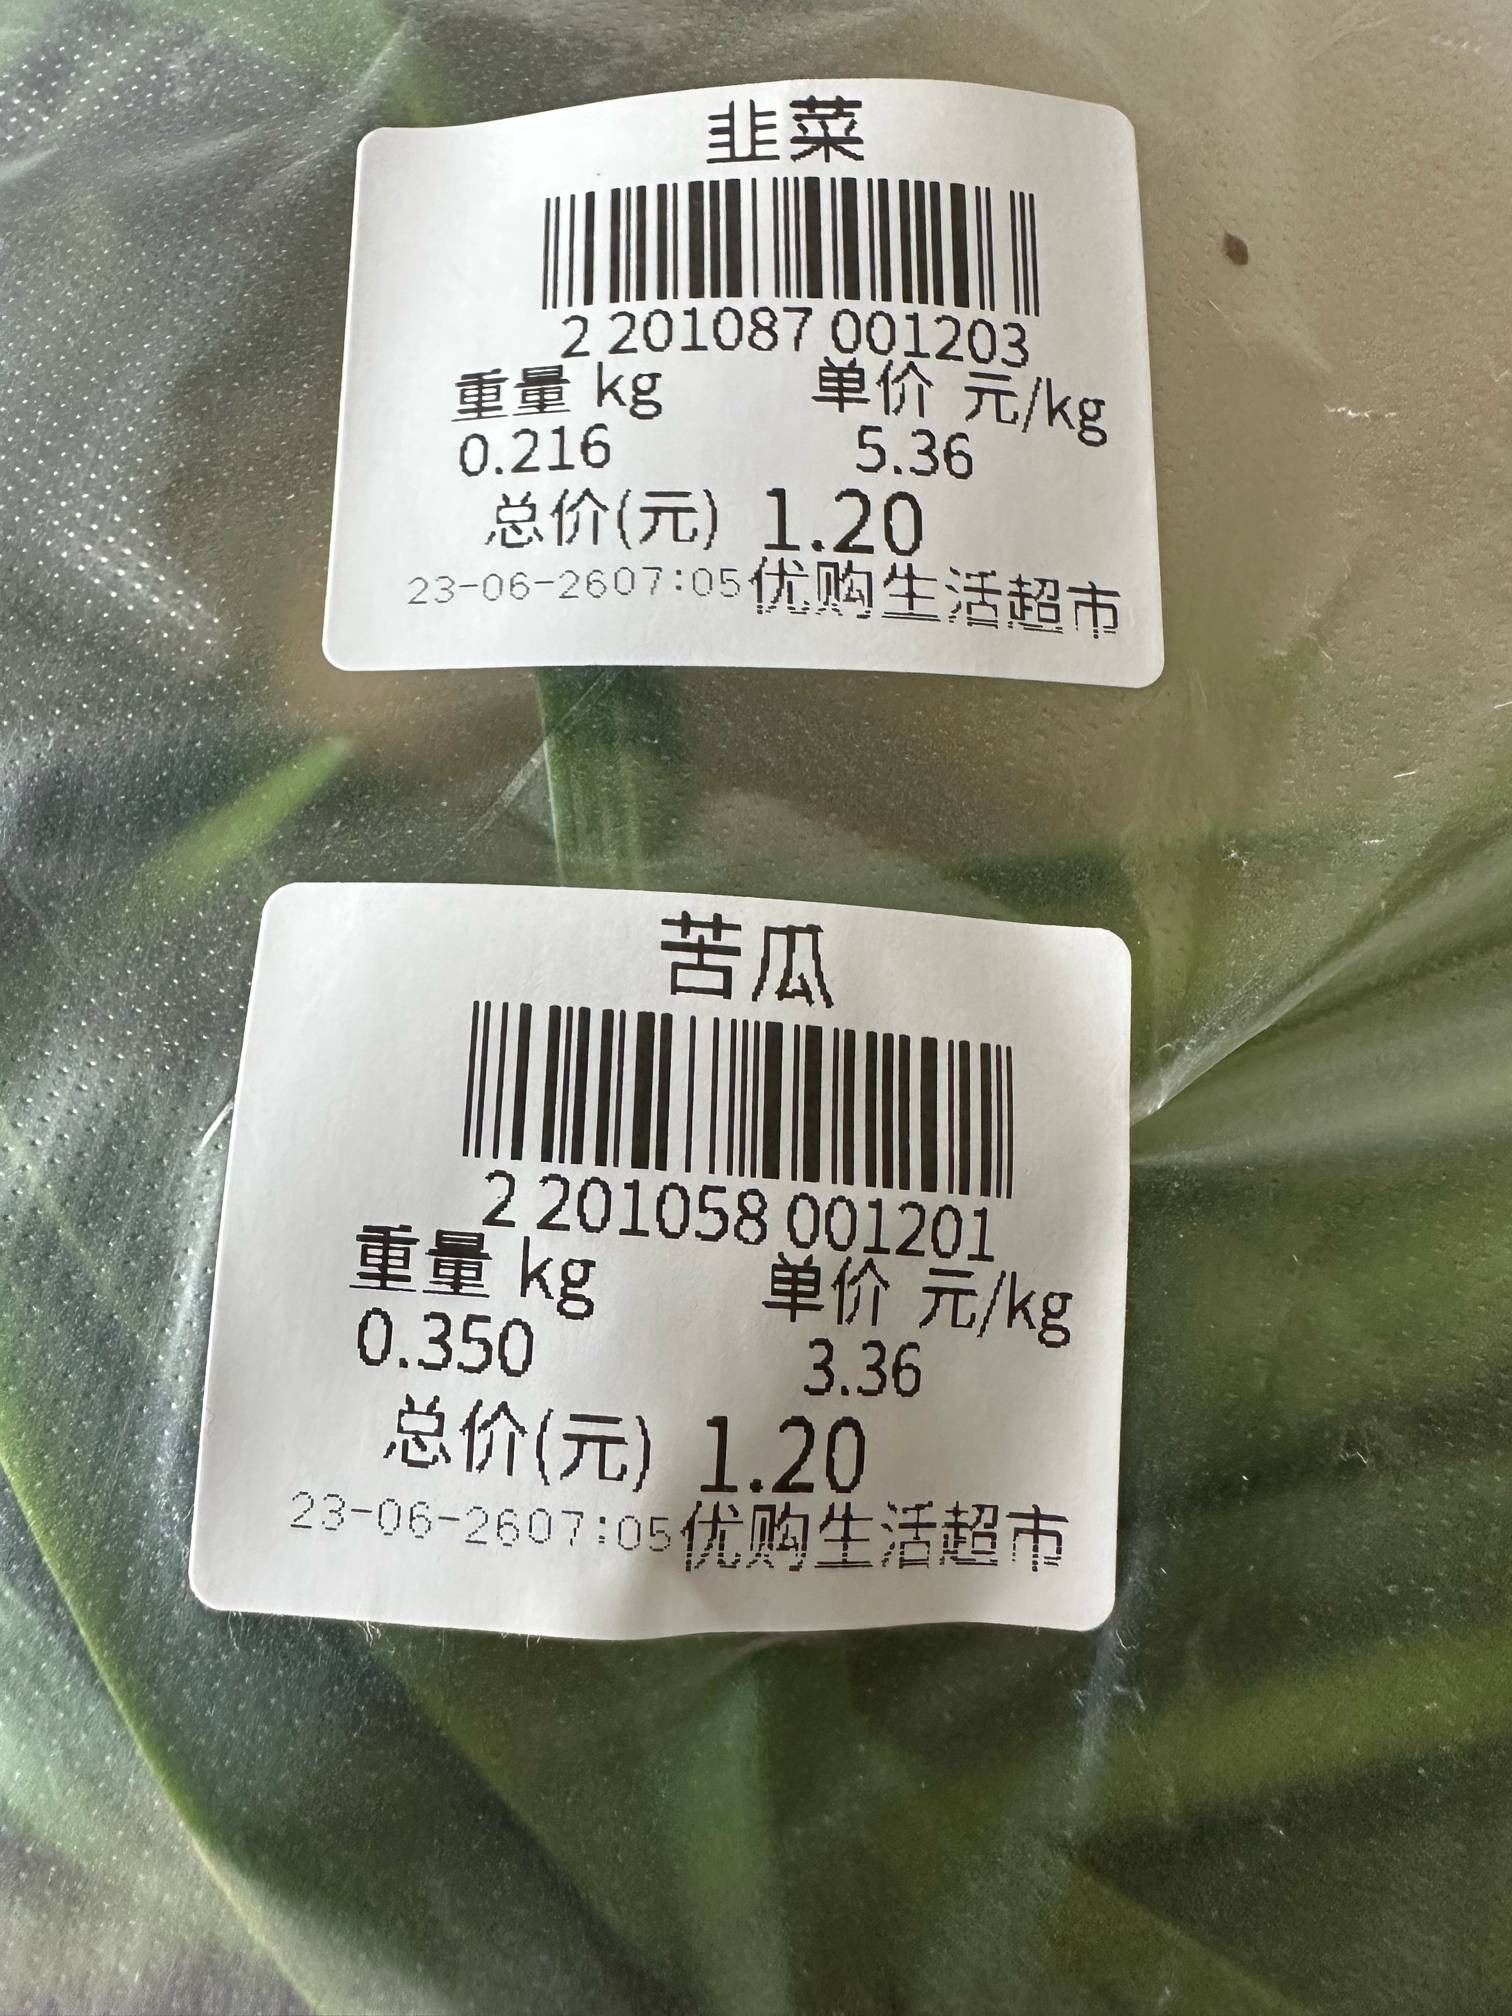 韭菜
2 201087 001203
重量 kg 单价 元/kg
0.216 5.36
总价(元) 1.20
23-06-2607:05优购生活超市
苦瓜
2 201058 001201
重量 kg 单价 元/kg
0.350 3.36
总价(元) 1.20
23-06-2607:05优购生活超市